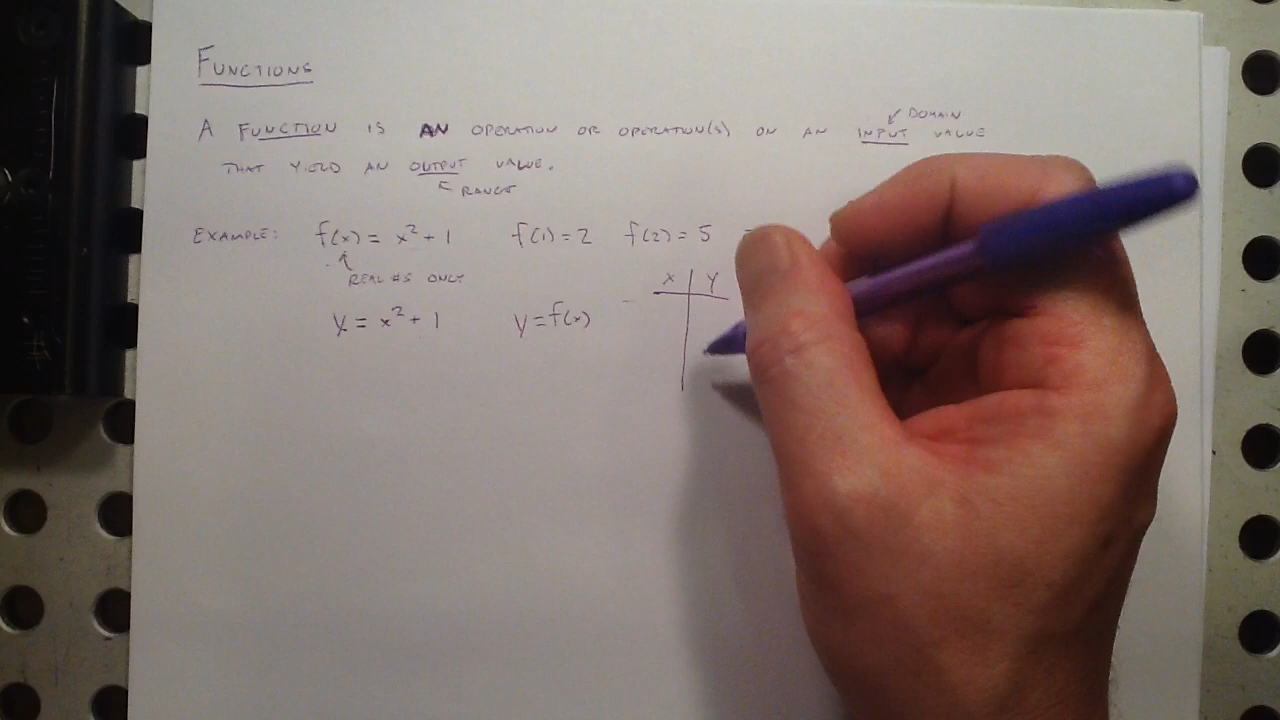 FUNCTIONS
DOMAIN
A FUNCTION IS AN OPERATION OR OPERATION(S) ON AN INPUT VALUE
THAT YIELD AN OUTPUT VALUE.
RANGE
EXAMPLE: f(x) = x² + 1 f(1) = 2 f(2) = 5
REAL #S ONLY
X Y
y = x² + 1 y = f(x)